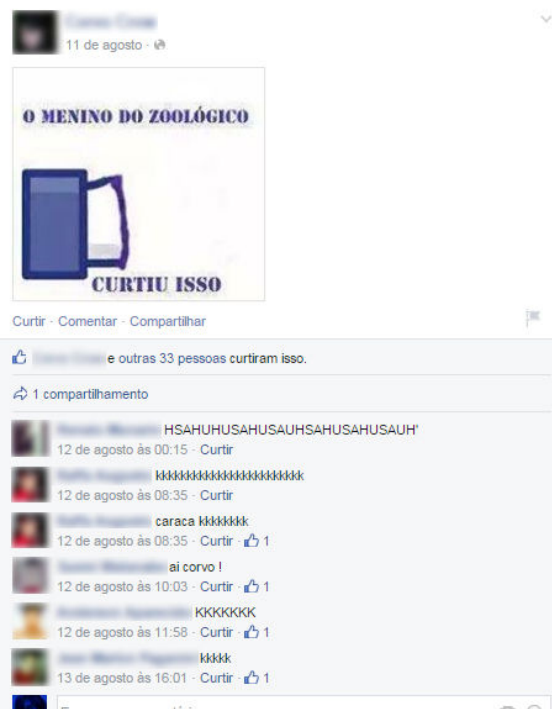 11 de agosto ·
O MENINO DO ZOOLÓGICO
CURTIU ISSO
Curtir · Comentar · Compartilhar
e outras 33 pessoas curtiram isso.
1 compartilhamento
HSAHUHUSAHUSAUHSAHUSAHUSAUH'
12 de agosto às 00:15 · Curtir
kkkkkkkkkkkkkkkkkkkkkkkk
12 de agosto às 08:35 · Curtir
caraca kkkkkkkk
12 de agosto às 08:35 · Curtir · 1
ai corvo !
12 de agosto às 10:03 · Curtir · 1
KKKKKKK
12 de agosto às 11:58 · Curtir · 1
kkkkk
13 de agosto às 16:01 · Curtir · 1